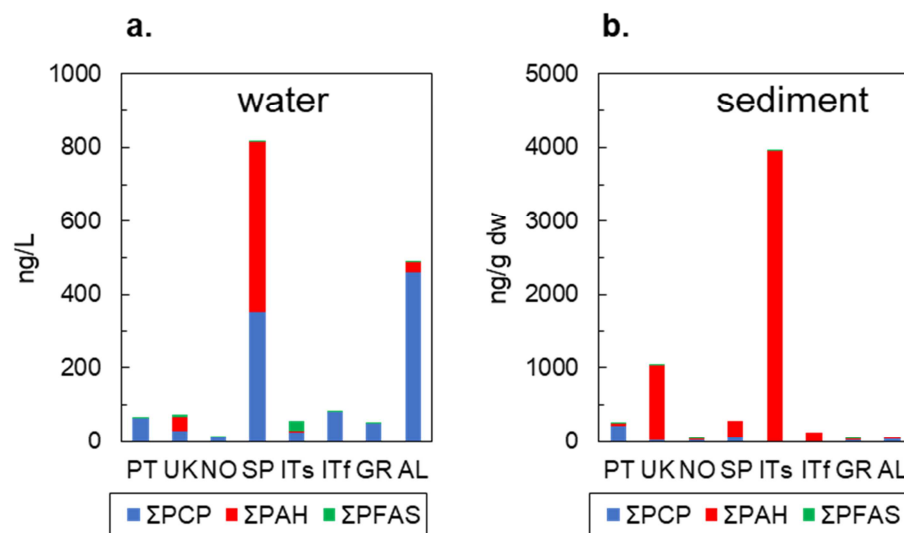 a.
water
ng/L
1000
800
600
400
200
0
PT UK NO SP ITs ITf GR AL
ΣPCP ΣPAH ΣPFAS
b.
sediment
ng/g dw
5000
4000
3000
2000
1000
0
PT UK NO SP ITs ITf GR AL
ΣPCP ΣPAH ΣPFAS